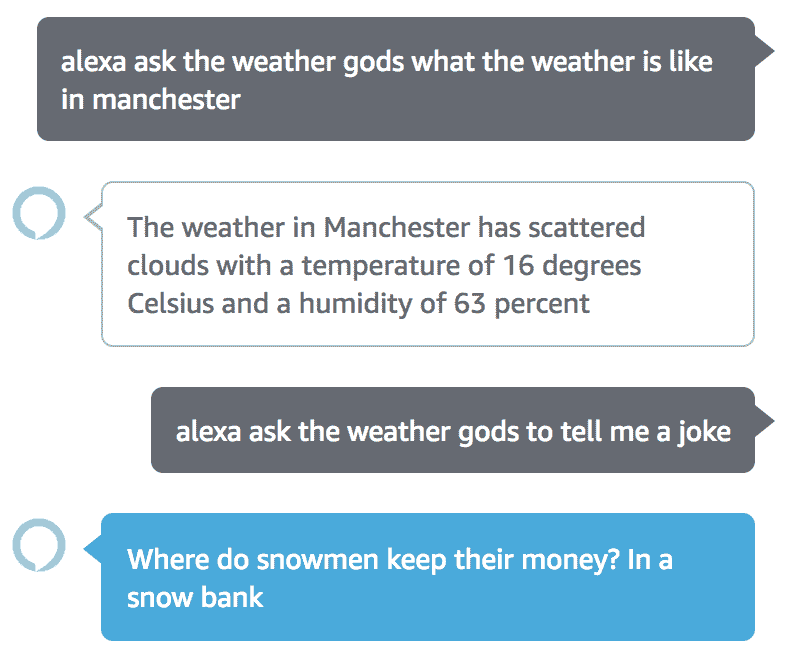 alexa ask the weather gods what the weather is like
in manchester
The weather in Manchester has scattered
clouds with a temperature of 16 degrees
Celsius and a humidity of 63 percent
alexa ask the weather gods to tell me a joke
Where do snowmen keep their money? In a
snow bank